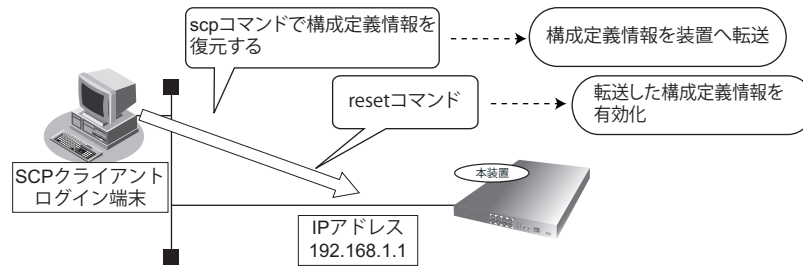 scpコマンドで構成定義情報を
復元する
構成定義情報を装置へ転送
resetコマンド
転送した構成定義情報を
有効化
SCPクライアント
ログイン端末
本装置
IPアドレス
192.168.1.1